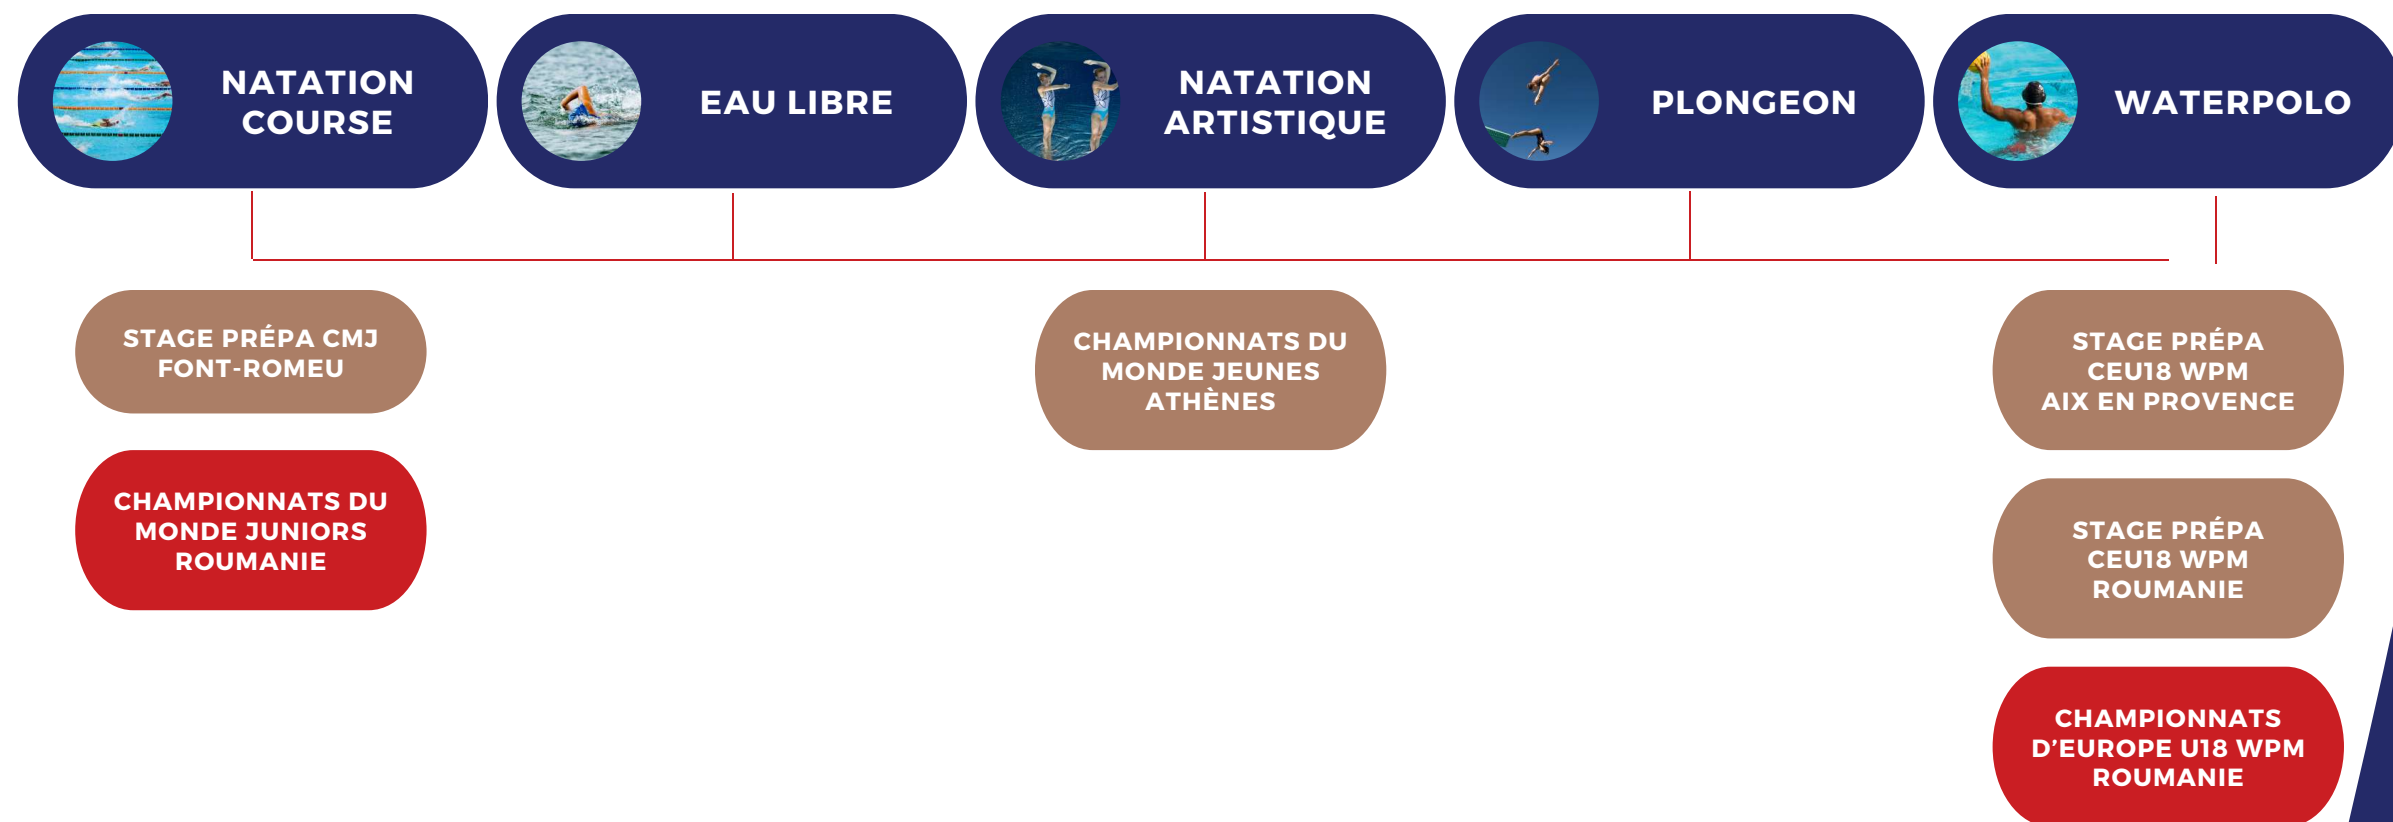 NATATION
COURSE
EAU LIBRE
NATATION
ARTISTIQUE
PLONGEON
WATERPOLO
STAGE PRÉPA CMJ
FONT-ROMEU
CHAMPIONNATS DU
MONDE JUNIORS
ROUMANIE
CHAMPIONNATS DU
MONDE JEUNES
ATHÈNES
STAGE PRÉPA
CEU18 WPM
AIX EN PROVENCE
STAGE PRÉPA
CEU18 WPM
ROUMANIE
CHAMPIONNATS
D'EUROPE U18 WPM
ROUMANIE